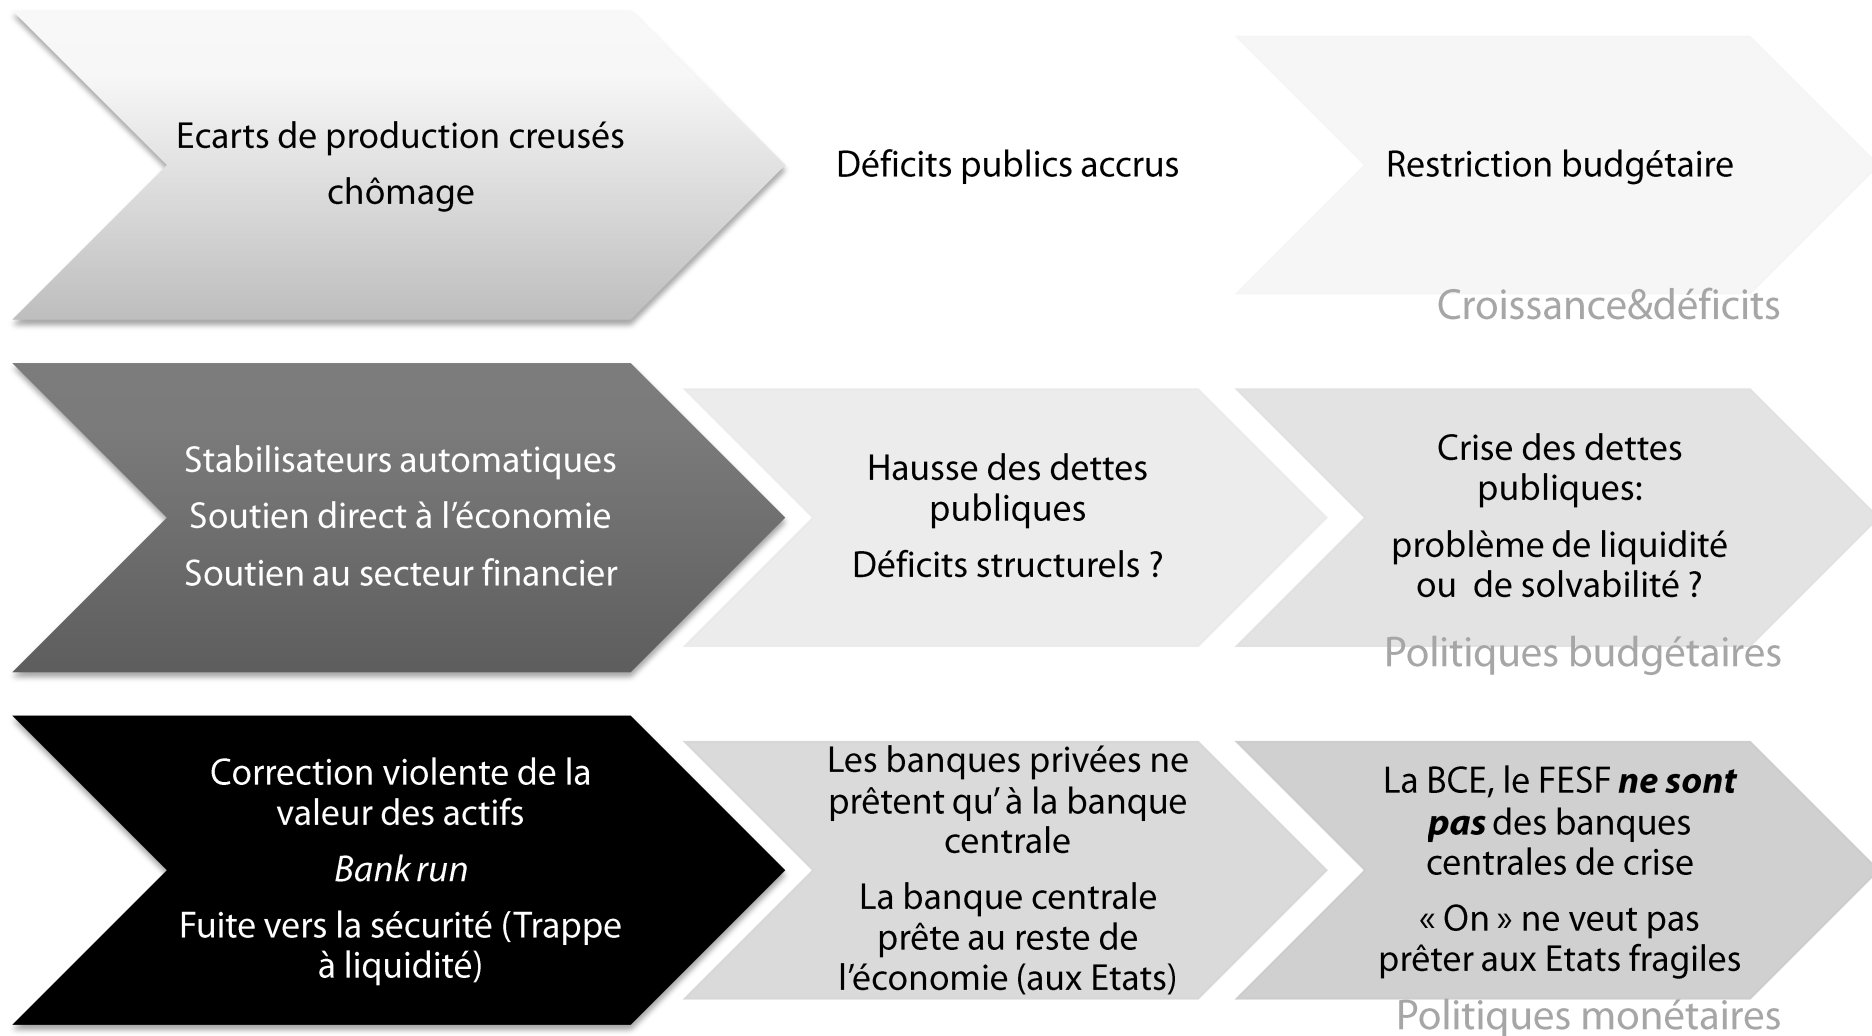 Ecarts de production creusés
chômage
Déficits publics accrus
Restriction budgétaire
Croissance&déficits
Stabilisateurs automatiques
Soutien direct à l’économie
Soutien au secteur financier
Hausse des dettes
publiques
Déficits structurels ?
Crise des dettes
publiques:
problème de liquidité
ou de solvabilité ?
Politiques budgétaires
Correction violente de la
valeur des actifs
Bank run
Fuite vers la sécurité (Trappe
à liquidité)
Les banques privées ne
prêtent qu’ à la banque
centrale
La banque centrale
prête au reste de
l’économie (aux Etats)
La BCE, le FESF ne sont
pas des banques
centrales de crise
« On » ne veut pas
prêter aux Etats fragiles
Politiques monétaires